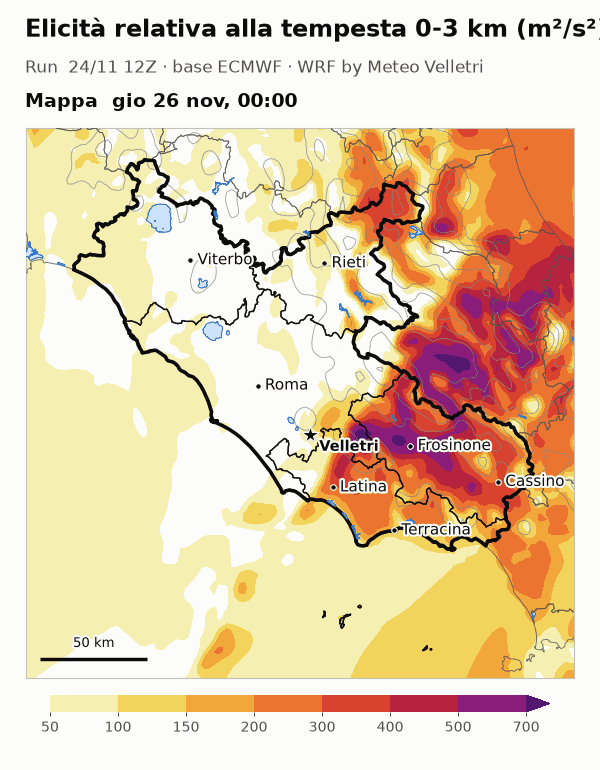 Elicità relativa alla tempesta 0-3 km (m²/s²)
Run 24/11 12Z · base ECMWF · WRF by Meteo Velletri
Mappa gio 26 nov, 00:00
Viterbo
Rieti
Roma
Velletri
Frosinone
Latina
Cassino
Terracina
50 km
50 100 150 200 300 400 500 700